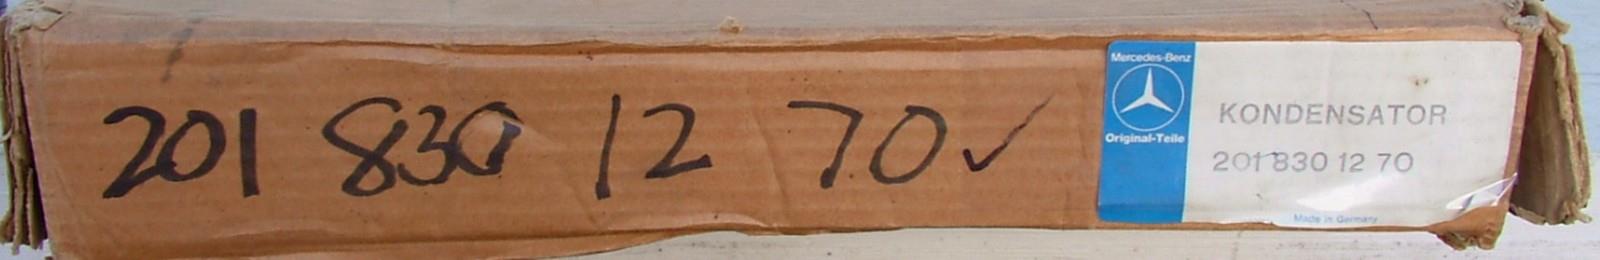 201 830 12 70 ✓
Mercedes-Benz
Original-Teile
KONDENSATOR
201 830 12 70
Made in Germany